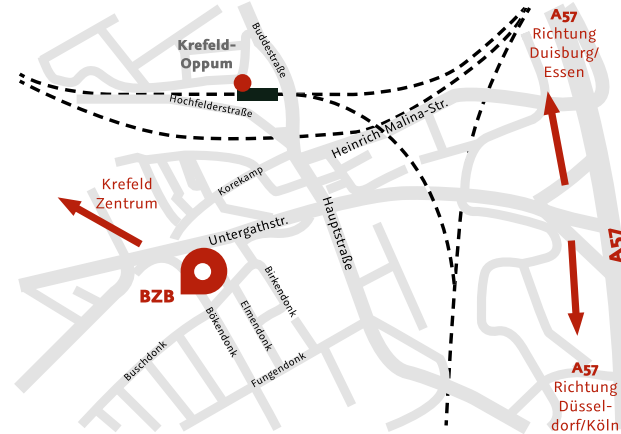 A57
Richtung
Duisburg/
Essen
Krefeld-
Oppum
Buddestraße
Hochfelderstraße
Heinrich-Malina-Str.
Korekamp
Krefeld
Zentrum
Untergathstr.
Hauptstraße
A57
BZB
Birkendonk
Elmendonk
Bökendonk
Buschdonk
Fungendonk
A57
Richtung
Düssel-
dorf/Köln